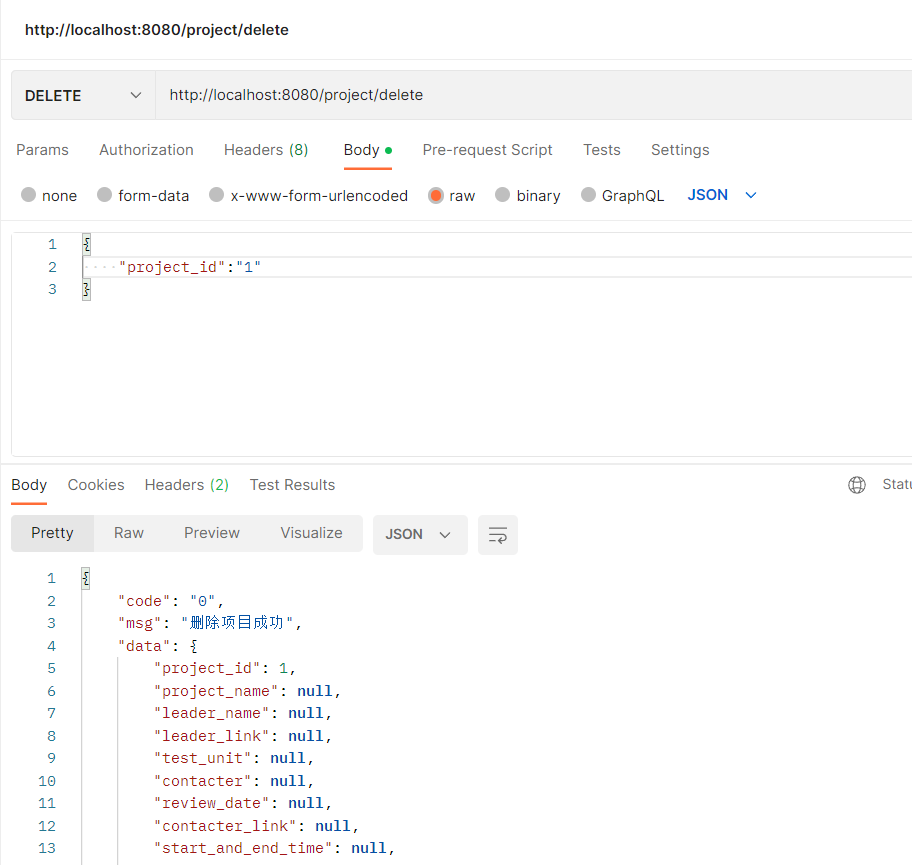 http://localhost:8080/project/delete
DELETE http://localhost:8080/project/delete
Params Authorization Headers (8) Body Pre-request Script Tests Settings
none form-data x-www-form-urlencoded raw binary GraphQL JSON
1 {
2 ····"project_id":"1"
3 }
Body Cookies Headers (2) Test Results
Pretty Raw Preview Visualize JSON
1 {
2 "code": "0",
3 "msg": "删除项目成功",
4 "data": {
5 "project_id": 1,
6 "project_name": null,
7 "leader_name": null,
8 "leader_link": null,
9 "test_unit": null,
10 "contacter": null,
11 "review_date": null,
12 "contacter_link": null,
13 "start_and_end_time": null,